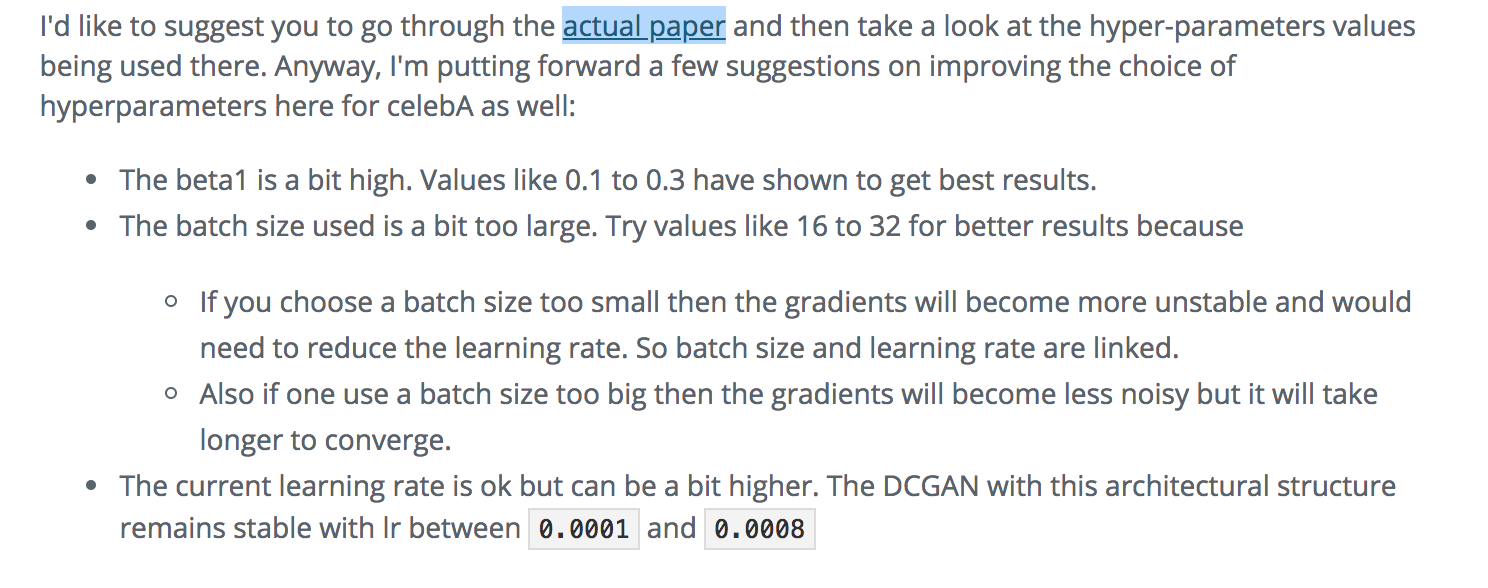 I'd like to suggest you to go through the actual paper and then take a look at the hyper-parameters values
being used there. Anyway, I'm putting forward a few suggestions on improving the choice of
hyperparameters here for celebA as well:
• The beta1 is a bit high. Values like 0.1 to 0.3 have shown to get best results.
• The batch size used is a bit too large. Try values like 16 to 32 for better results because
○ If you choose a batch size too small then the gradients will become more unstable and would
need to reduce the learning rate. So batch size and learning rate are linked.
○ Also if one use a batch size too big then the gradients will become less noisy but it will take
longer to converge.
• The current learning rate is ok but can be a bit higher. The DCGAN with this architectural structure
remains stable with lr between 0.0001 and 0.0008